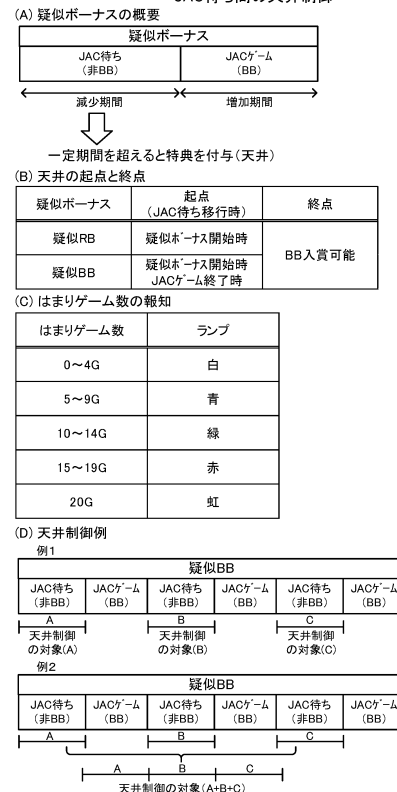 JAC待ち間の天井制御
(A) 疑似ボーナスの概要
疑似ボーナス
JAC待ち
(非BB)
JACｹﾞｰﾑ
(BB)
減少期間
増加期間
一定期間を超えると特典を付与(天井)
(B) 天井の起点と終点
疑似ボーナス
起点
(JAC待ち移行時)
終点
疑似RB
疑似ﾎﾞｰﾅｽ開始時
BB入賞可能
疑似BB
疑似ﾎﾞｰﾅｽ開始時
JACｹﾞｰﾑ終了時
(C) はまりゲーム数の報知
はまりゲーム数
ランプ
0～4G
白
5～9G
青
10～14G
緑
15～19G
赤
20G
虹
(D) 天井制御例
例1
疑似BB
JAC待ち
(非BB)
JACｹﾞｰﾑ
(BB)
JAC待ち
(非BB)
JACｹﾞｰﾑ
(BB)
JAC待ち
(非BB)
JACｹﾞｰﾑ
(BB)
A
天井制御
の対象(A)
B
天井制御
の対象(B)
C
天井制御
の対象(C)
例2
疑似BB
JAC待ち
(非BB)
JACｹﾞｰﾑ
(BB)
JAC待ち
(非BB)
JACｹﾞｰﾑ
(BB)
JAC待ち
(非BB)
JACｹﾞｰﾑ
(BB)
A
B
C
A
B
C
天井制御の対象(A+B+C)